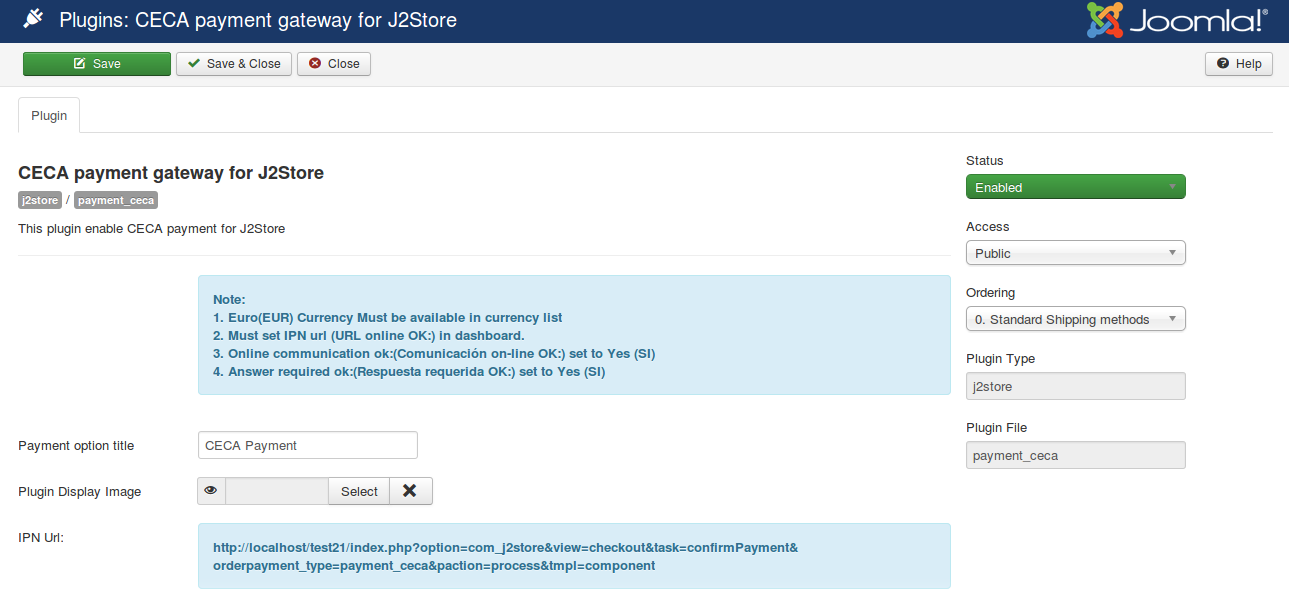 Plugins: CECA payment gateway for J2Store
Joomla!®
Save
Save & Close
Close
Help
Plugin
CECA payment gateway for J2Store
j2store / payment_ceca
This plugin enable CECA payment for J2Store
Note:
1. Euro(EUR) Currency Must be available in currency list
2. Must set IPN url (URL online OK:) in dashboard.
3. Online communication ok:(Comunicación on-line OK:) set to Yes (SI)
4. Answer required ok:(Respuesta requerida OK:) set to Yes (SI)
Payment option title
CECA Payment
Plugin Display Image
Select
IPN Url:
http://localhost/test21/index.php?option=com_j2store&view=checkout&task=confirmPayment&
orderpayment_type=payment_ceca&paction=process&tmpl=component
Status
Enabled
Access
Public
Ordering
0. Standard Shipping methods
Plugin Type
j2store
Plugin File
payment_ceca